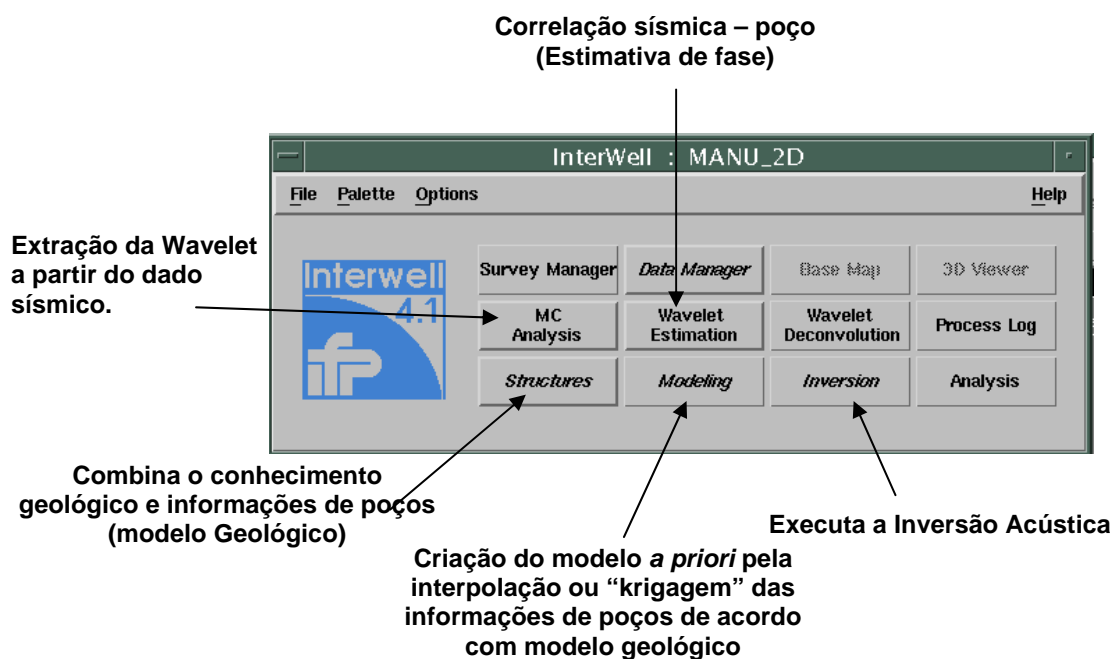 Correlação sísmica – poço
(Estimativa de fase)
InterWell : MANU_2D
File Palette Options Help
Extração da Wavelet
a partir do dado
sísmico.
Interwell
4.1
ifp
Survey Manager Data Manager Base Map 3D Viewer
MC
Analysis
Wavelet
Estimation
Wavelet
Deconvolution
Process Log
Structures Modeling Inversion Analysis
Combina o conhecimento
geológico e informações de poços
(modelo Geológico)
Executa a Inversão Acústica
Criação do modelo a priori pela
interpolação ou “krigagem” das
informações de poços de acordo
com modelo geológico